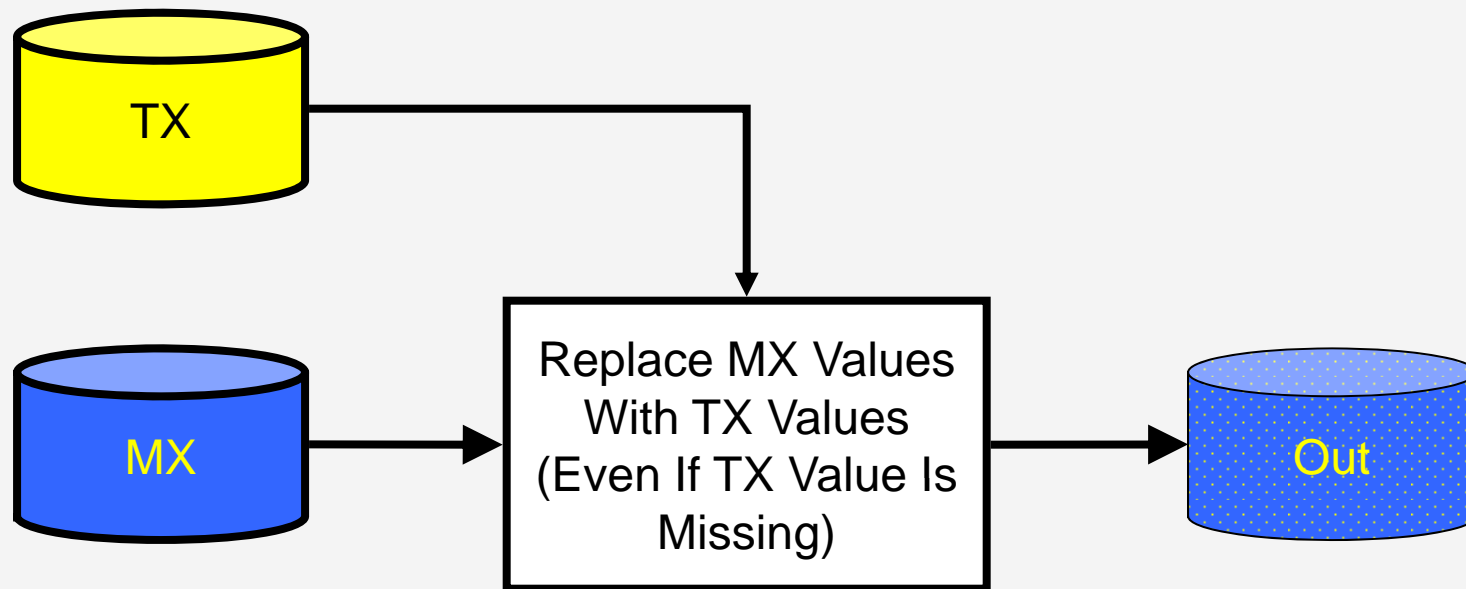 TX
MX
Replace MX Values
With TX Values
(Even If TX Value Is
Missing)
Out